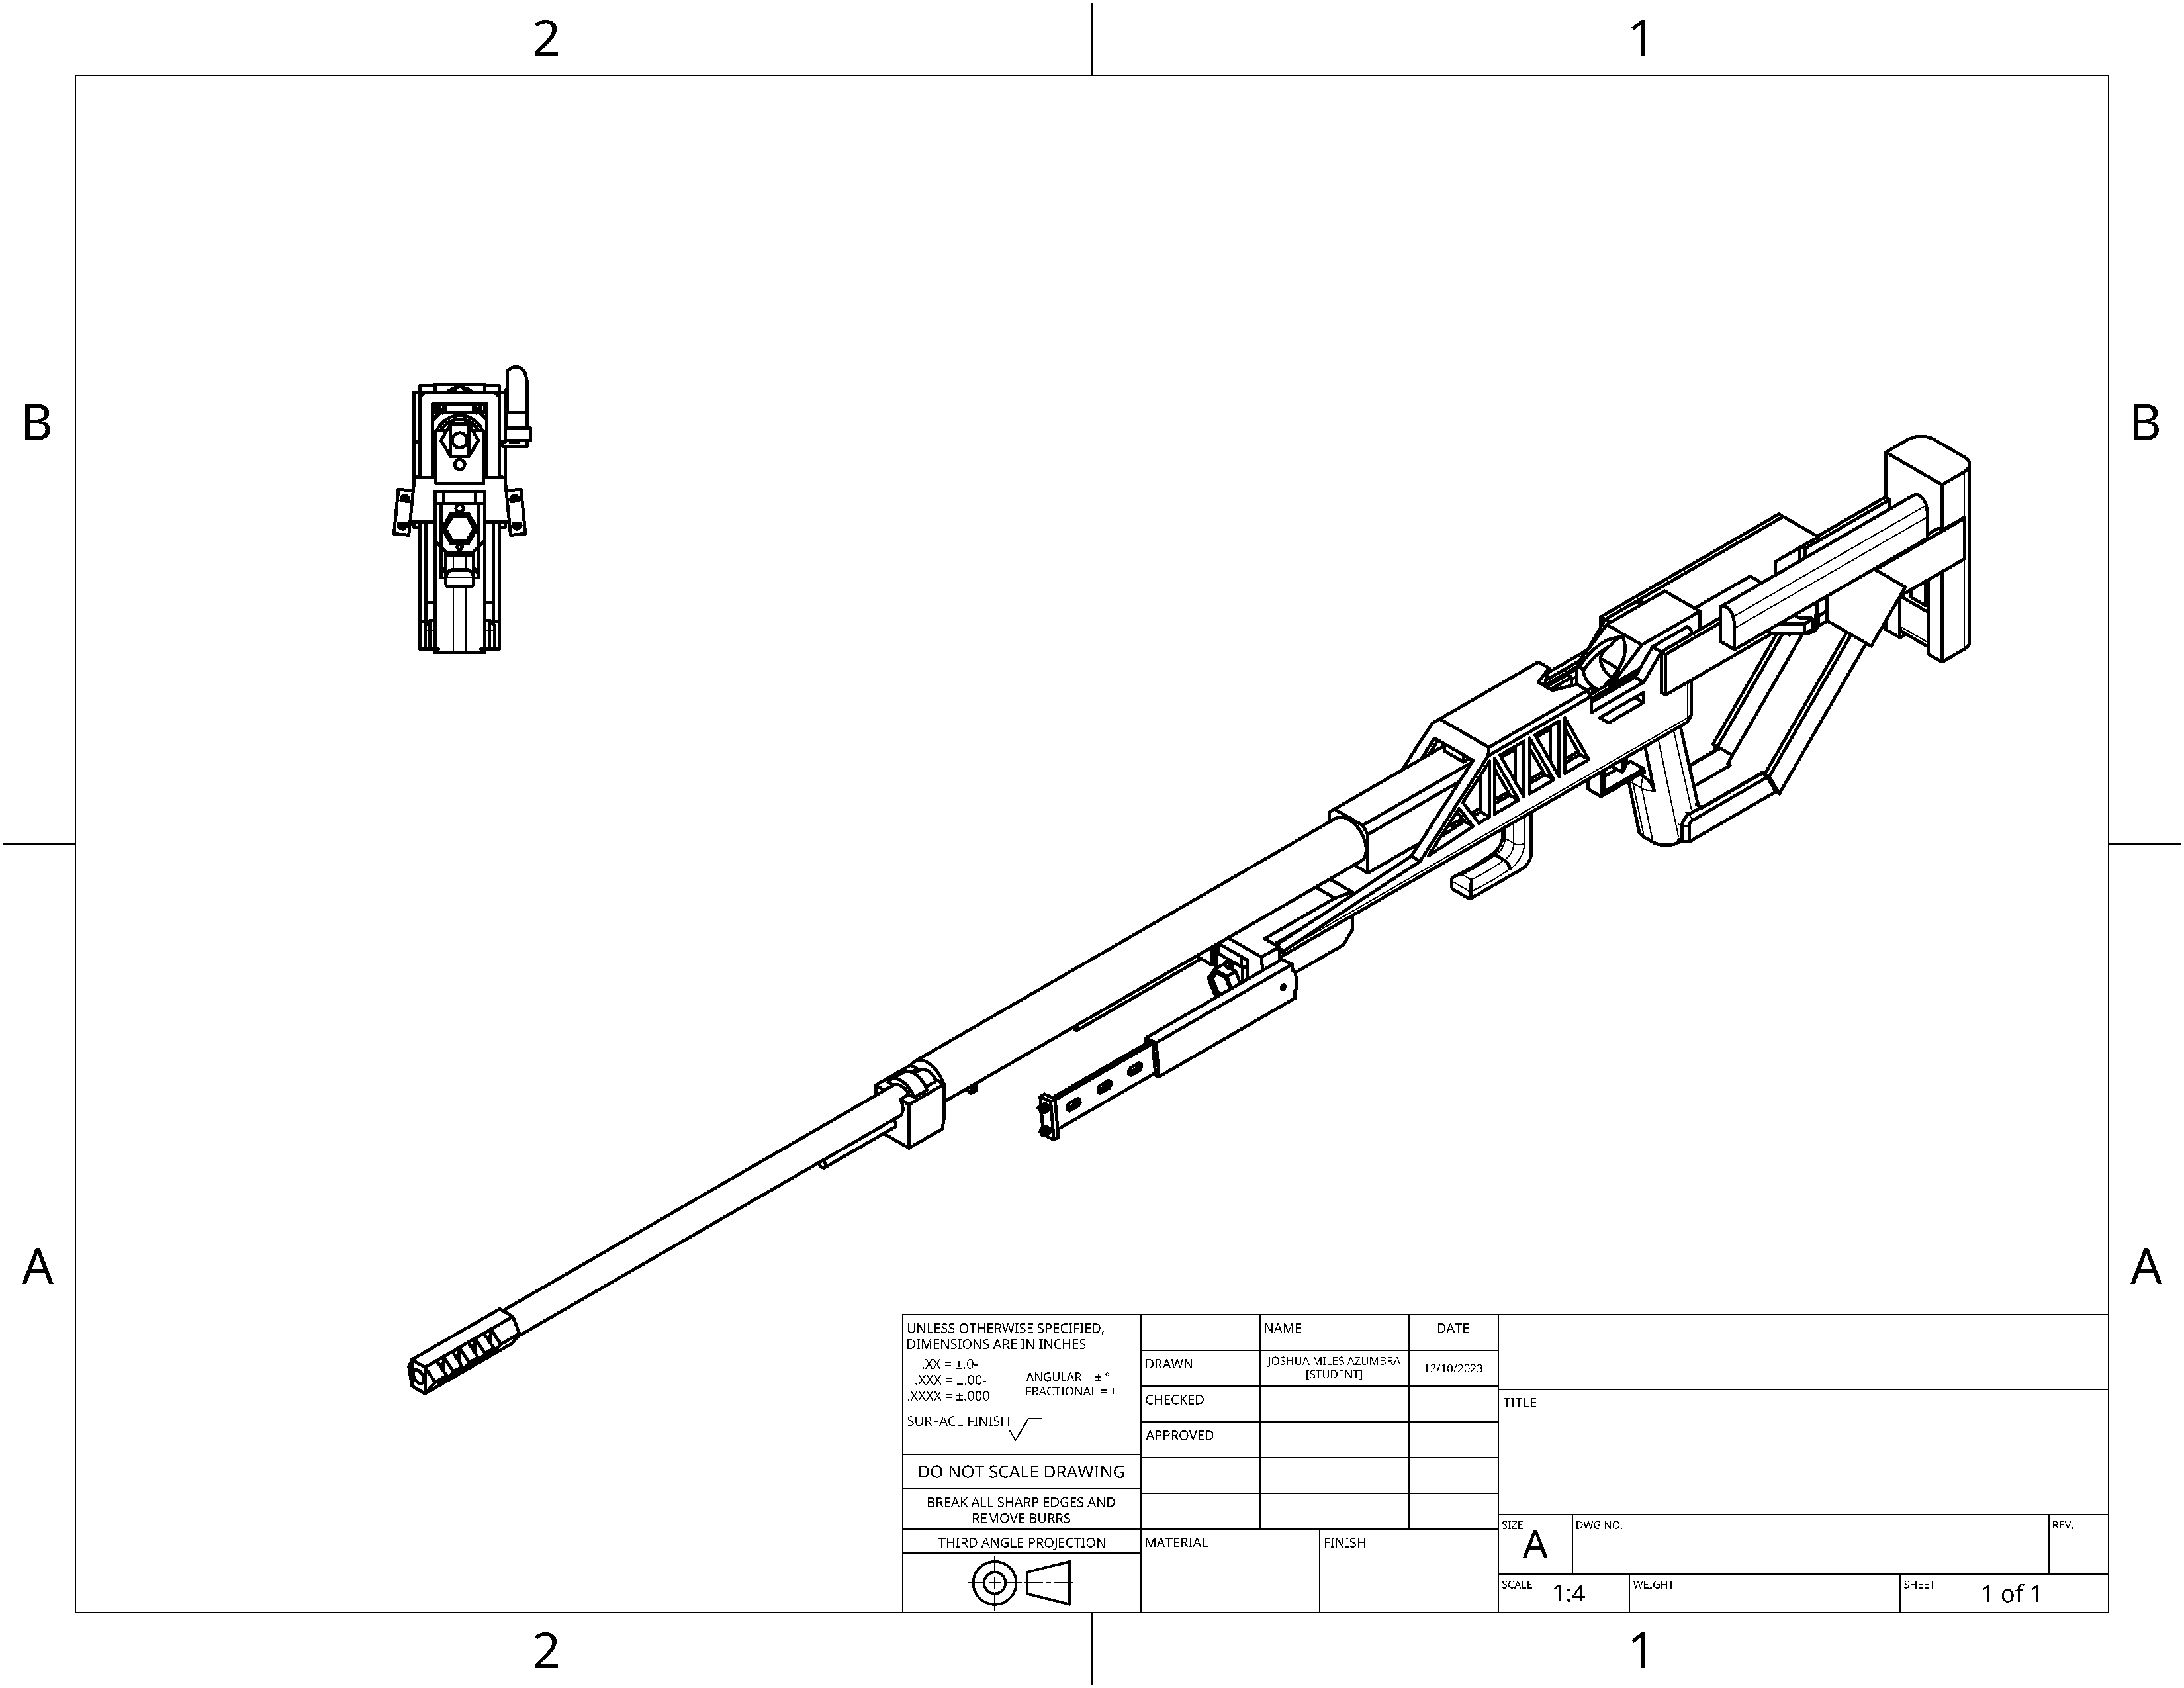 2
1
B
B
A
A
UNLESS OTHERWISE SPECIFIED,
DIMENSIONS ARE IN INCHES
.XX = ±.0-
.XXX = ±.00-
.XXXX = ±.000-
ANGULAR = ± °
FRACTIONAL = ±
SURFACE FINISH
DO NOT SCALE DRAWING
BREAK ALL SHARP EDGES AND
REMOVE BURRS
THIRD ANGLE PROJECTION
NAME
DATE
DRAWN
JOSHUA MILES AZUMBRA
[STUDENT]
12/10/2023
CHECKED
APPROVED
MATERIAL
FINISH
TITLE
SIZE
A
DWG NO.
REV.
SCALE
1:4
WEIGHT
SHEET
1 of 1
2
1